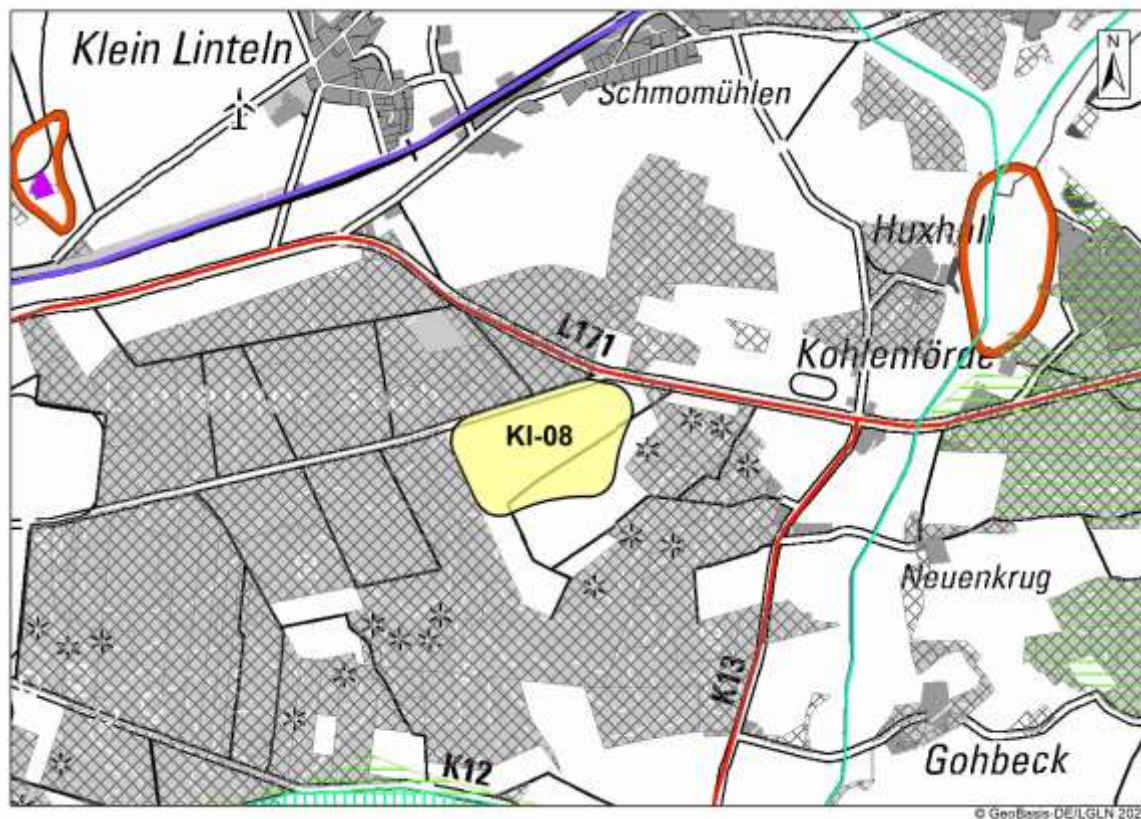 Klein Linteln
N
Schmomühlen
Huxhall
L171
Kohlenförde
KI-08
Neuenkrug
K13
Gohbeck
K12
© GeoBasis-DE/LGLN 202